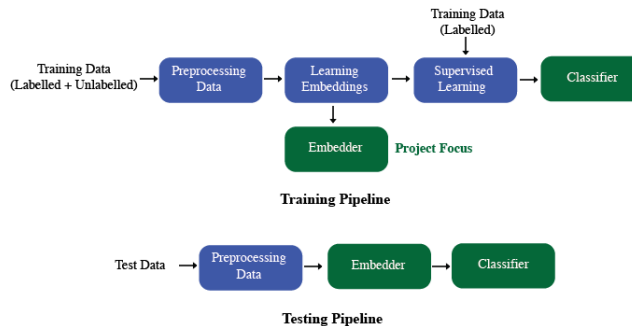 Training Data
(Labelled)
Training Data
(Labelled + Unlabelled)
Preprocessing
Data
Learning
Embeddings
Supervised
Learning
Classifier
Embedder
Project Focus
Training Pipeline
Test Data
Preprocessing
Data
Embedder
Classifier
Testing Pipeline